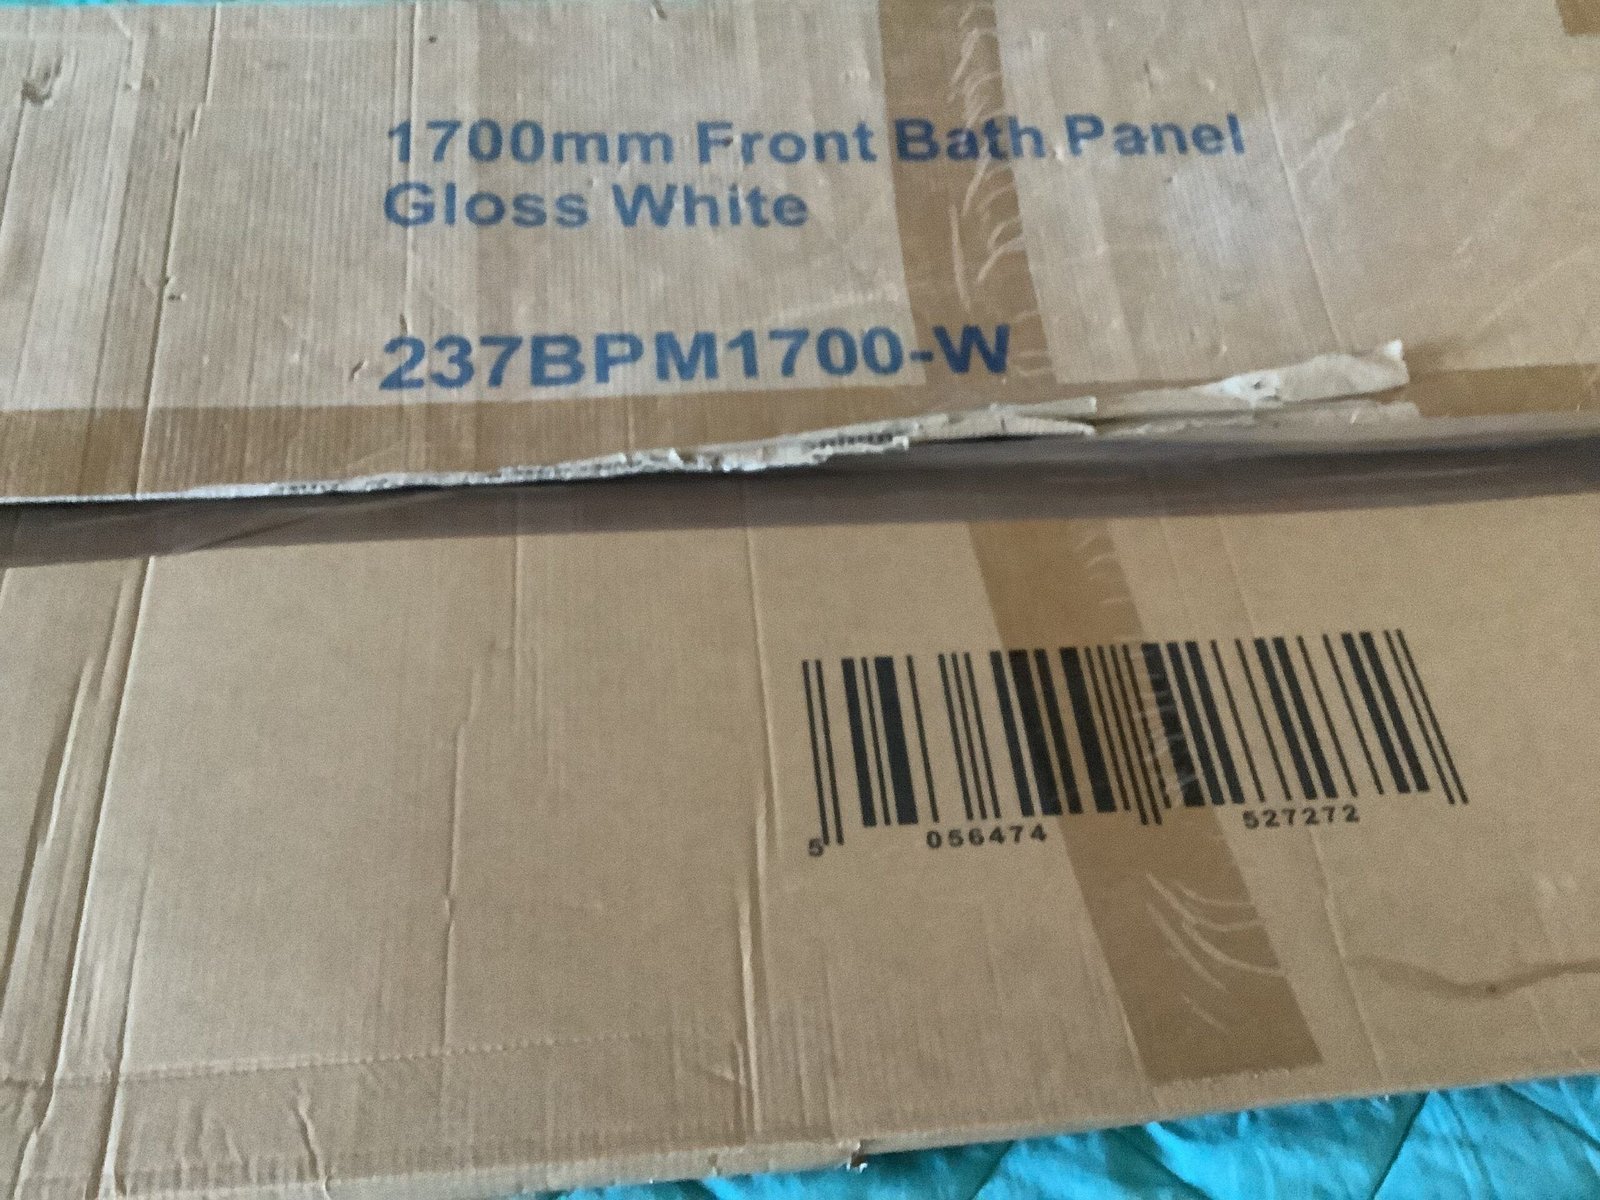 1700mm Front Bath Panel
Gloss White
237BPM1700-W
5 056474 527272